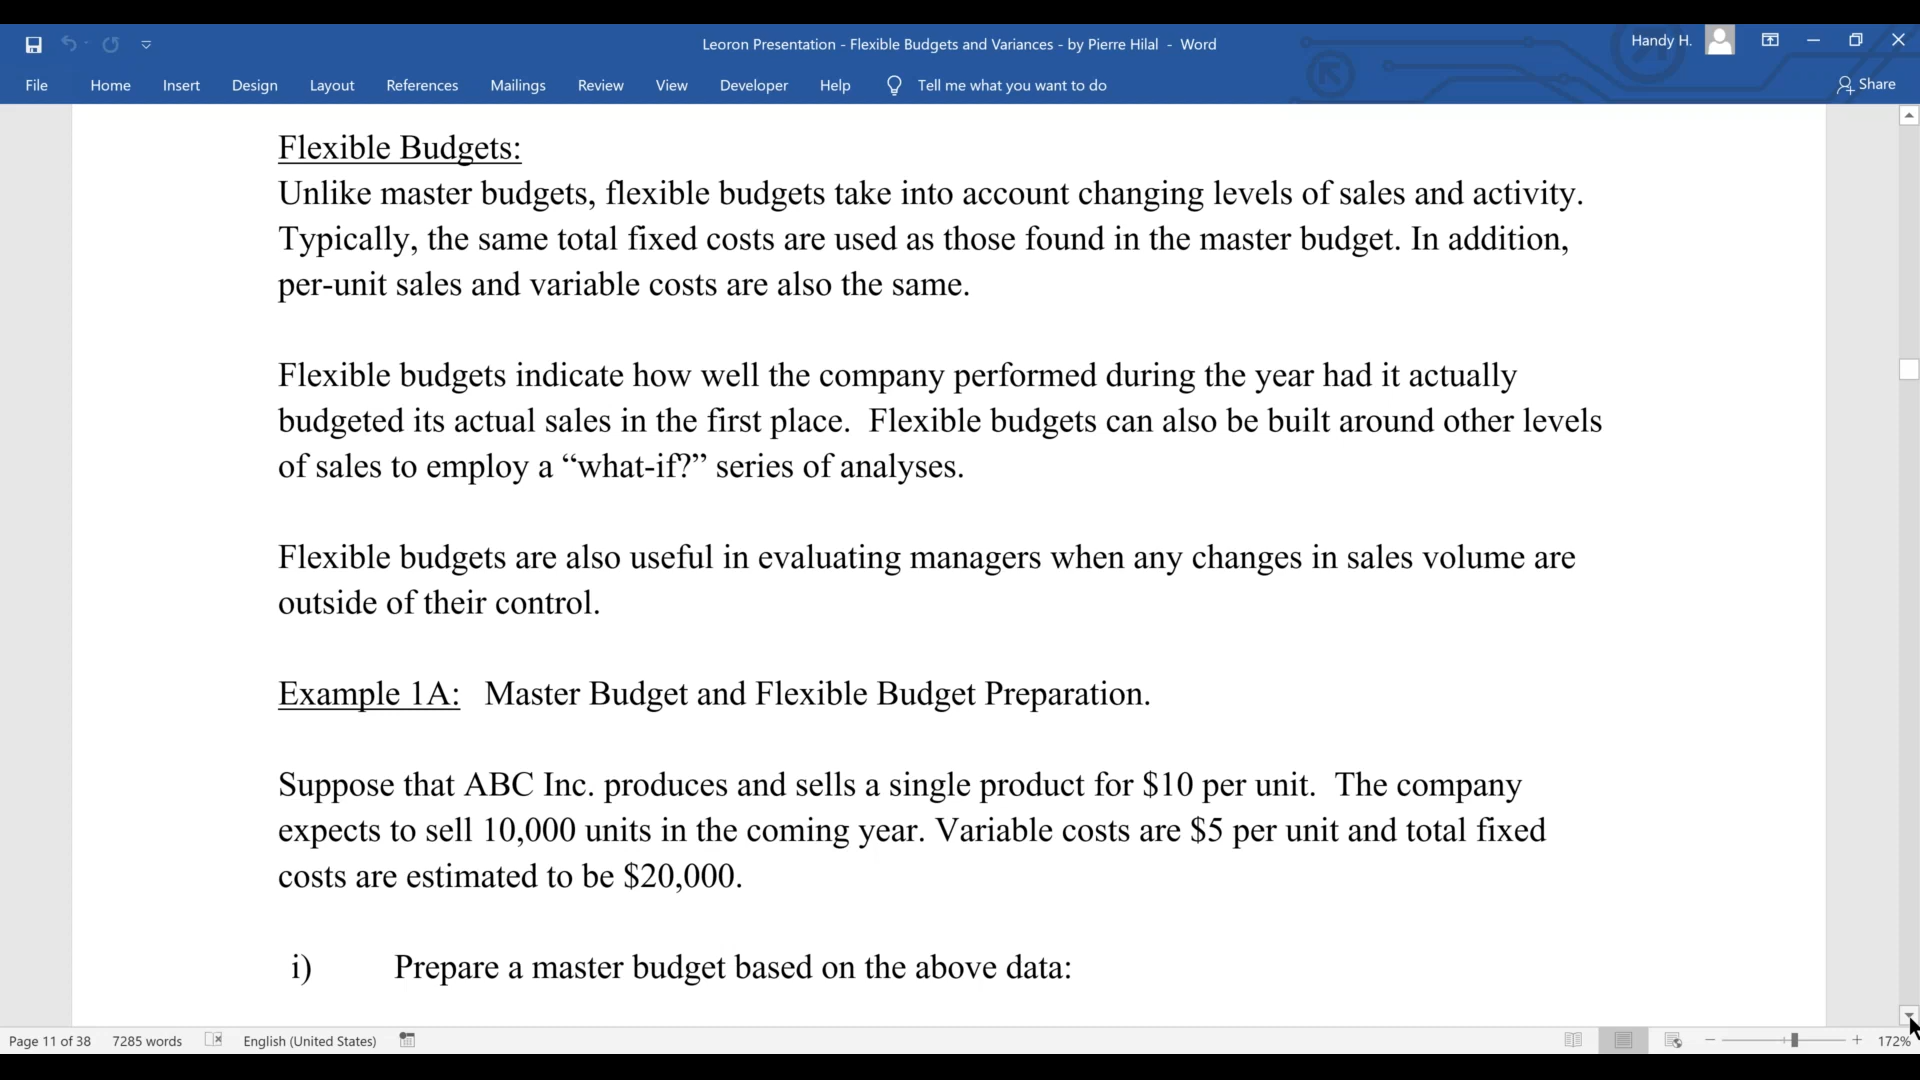 Leoron Presentation - Flexible Budgets and Variances - by Pierre Hilal - Word
Handy H.
File Home Insert Design Layout References Mailings Review View Developer Help Tell me what you want to do Share
Flexible Budgets:
Unlike master budgets, flexible budgets take into account changing levels of sales and activity.
Typically, the same total fixed costs are used as those found in the master budget. In addition,
per-unit sales and variable costs are also the same.
Flexible budgets indicate how well the company performed during the year had it actually
budgeted its actual sales in the first place. Flexible budgets can also be built around other levels
of sales to employ a “what-if?” series of analyses.
Flexible budgets are also useful in evaluating managers when any changes in sales volume are
outside of their control.
Example 1A: Master Budget and Flexible Budget Preparation.
Suppose that ABC Inc. produces and sells a single product for $10 per unit. The company
expects to sell 10,000 units in the coming year. Variable costs are $5 per unit and total fixed
costs are estimated to be $20,000.
i) Prepare a master budget based on the above data:
Page 11 of 38 7285 words English (United States) 172%